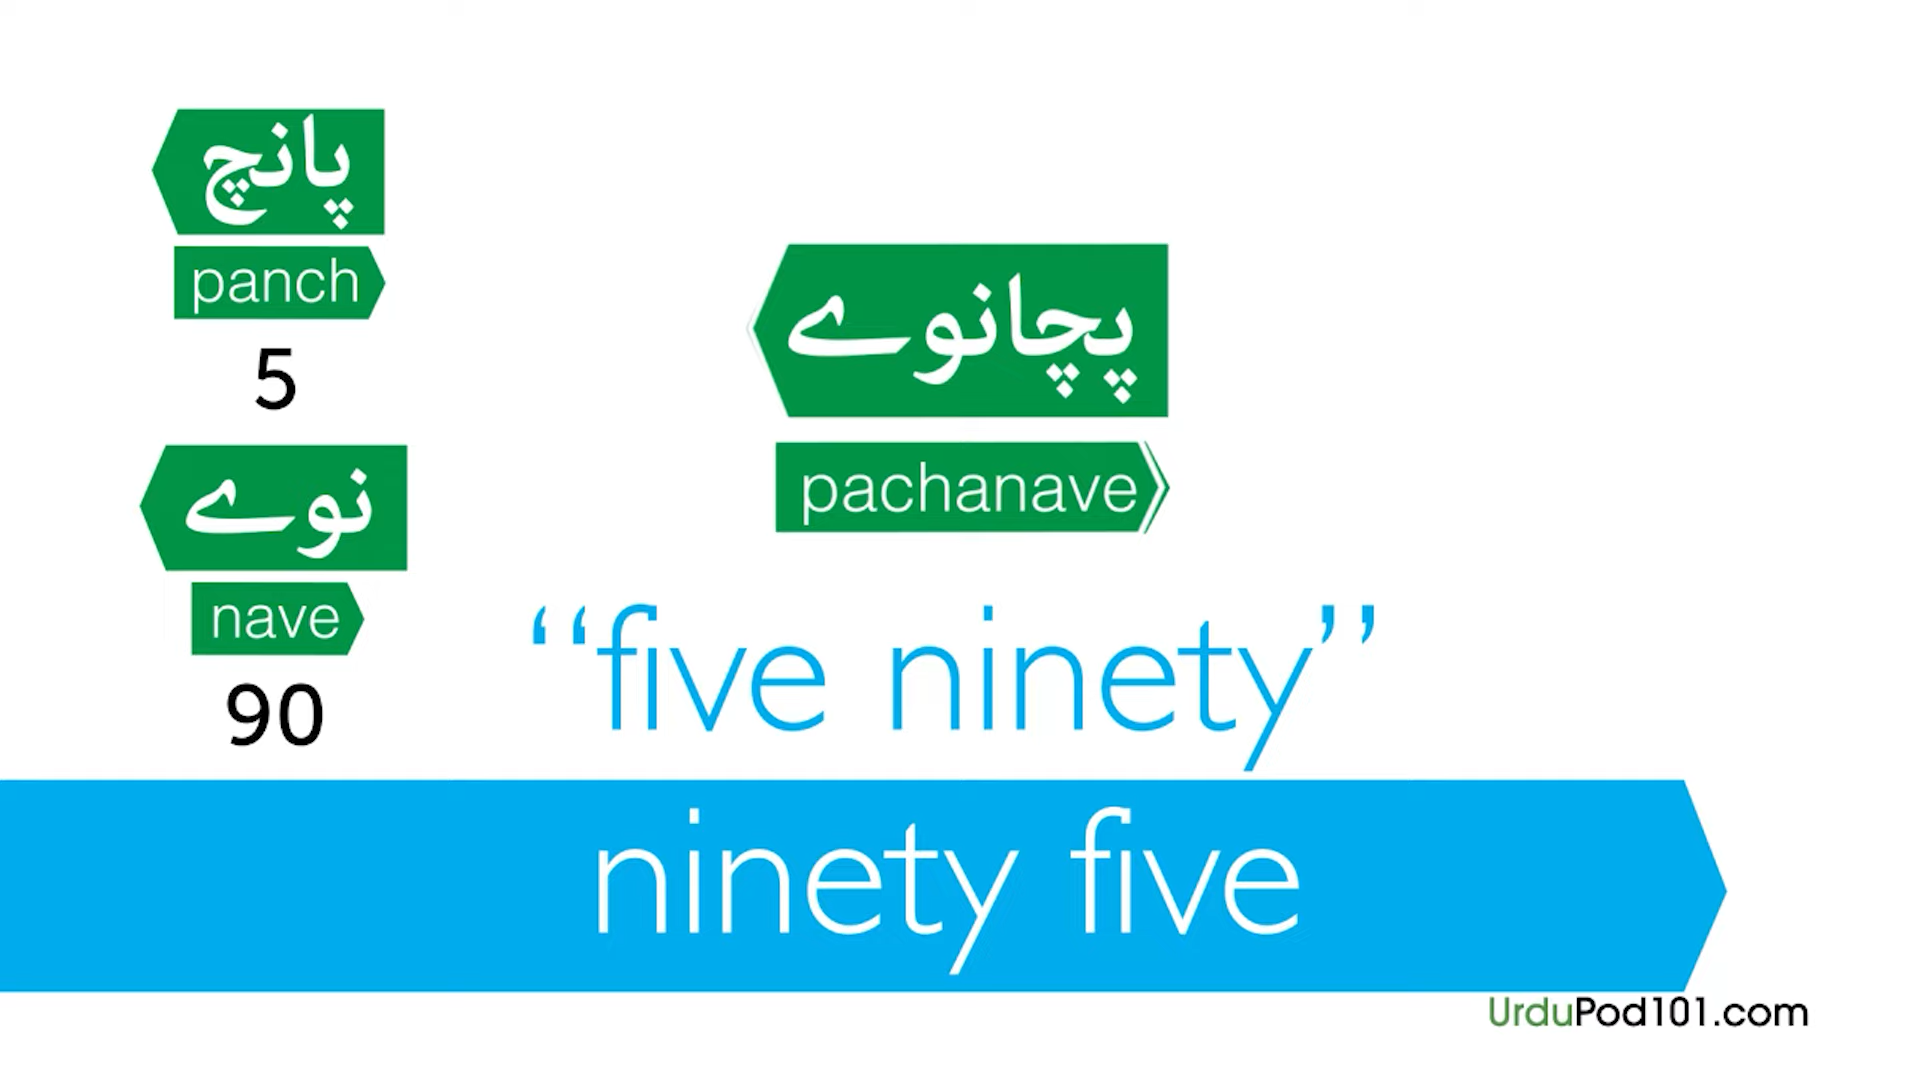 پانچ
panch
5
نوے
nave
90
پچانوے
pachanave
“five ninety”
ninety five
UrduPod101.com